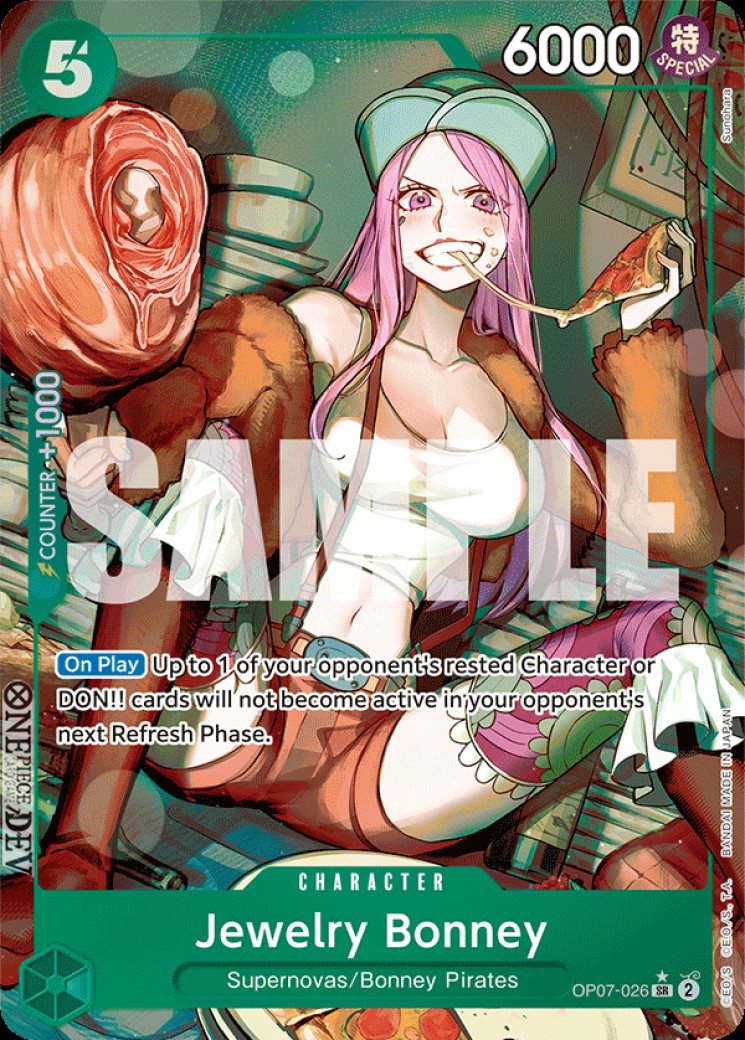 5
6000
特
SPECIAL
Sunohara
PIZ
COUNTER +1000
SAMPLE
On Play Up to 1 of your opponent's rested Character or
DON!! cards will not become active in your opponent's
next Refresh Phase.
ONE PIECE DEV
BANDAI MADE IN JAPAN
©E/O/S ©E/O/S., T.A.
CHARACTER
Jewelry Bonney
Supernovas/Bonney Pirates
OP07-026 SR 2